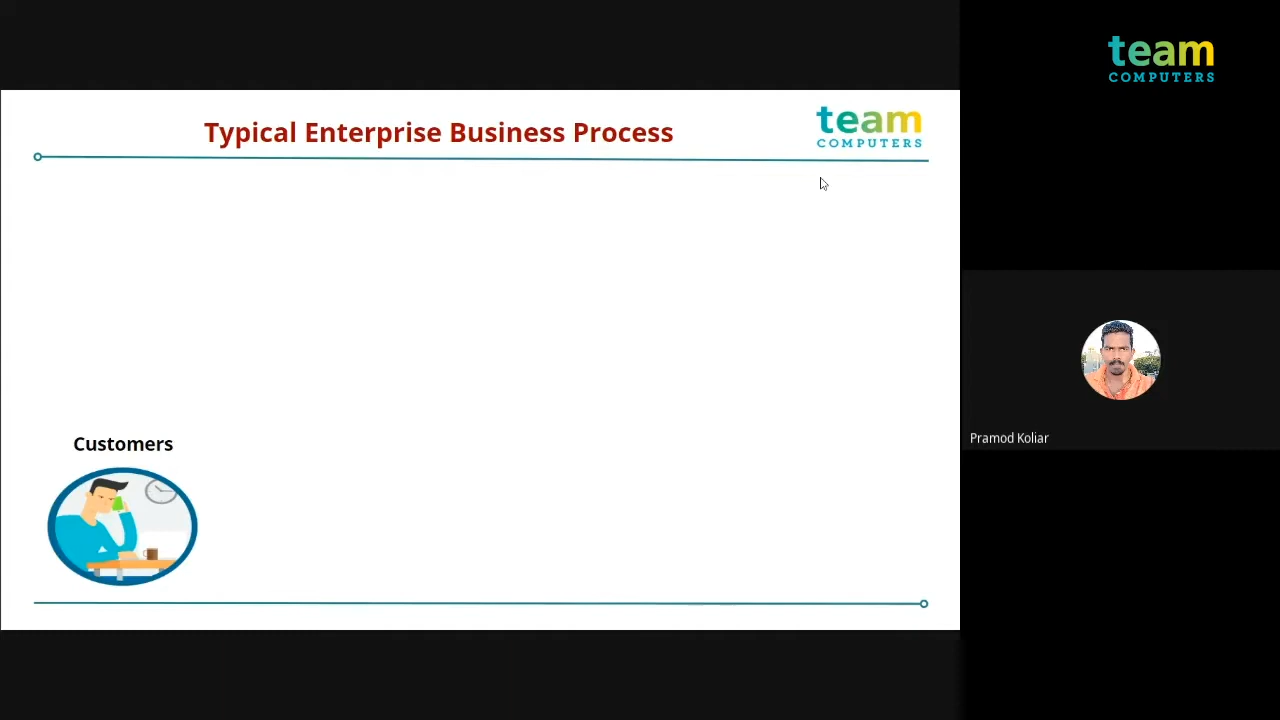 team
COMPUTERS
Typical Enterprise Business Process
team
COMPUTERS
Customers
Pramod Koliar